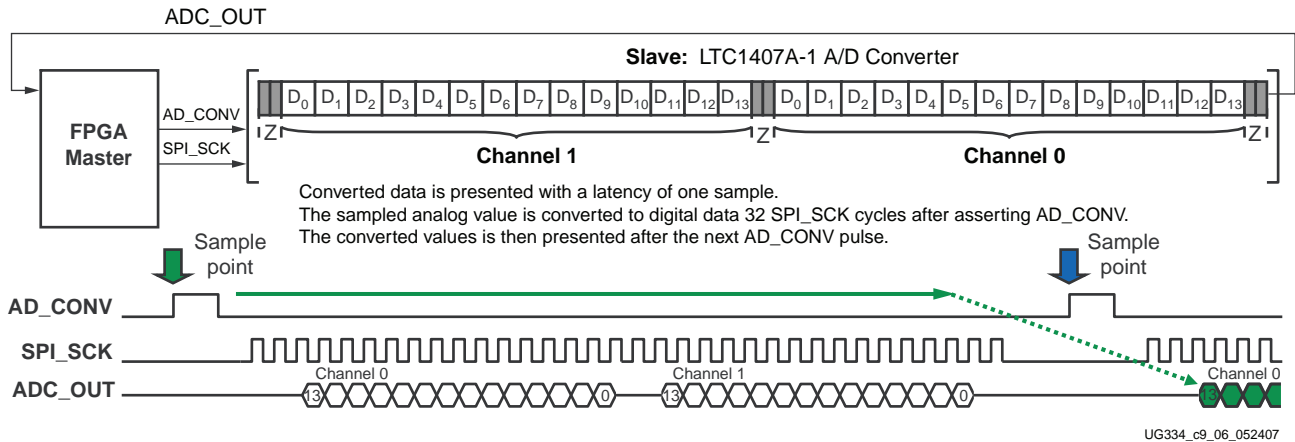 ADC_OUT
Slave: LTC1407A-1 A/D Converter
FPGA
Master
AD_CONV
SPI_SCK
D0 D1 D2 D3 D4 D5 D6 D7 D8 D9 D10 D11 D12 D13 D0 D1 D2 D3 D4 D5 D6 D7 D8 D9 D10 D11 D12 D13
Z Z Z
Channel 1 Channel 0
Converted data is presented with a latency of one sample.
The sampled analog value is converted to digital data 32 SPI_SCK cycles after asserting AD_CONV.
The converted values is then presented after the next AD_CONV pulse.
Sample
point
Sample
point
AD_CONV
SPI_SCK
Channel 0 Channel 1 Channel 0
ADC_OUT 13 0 13 0 13
UG334_c9_06_052407